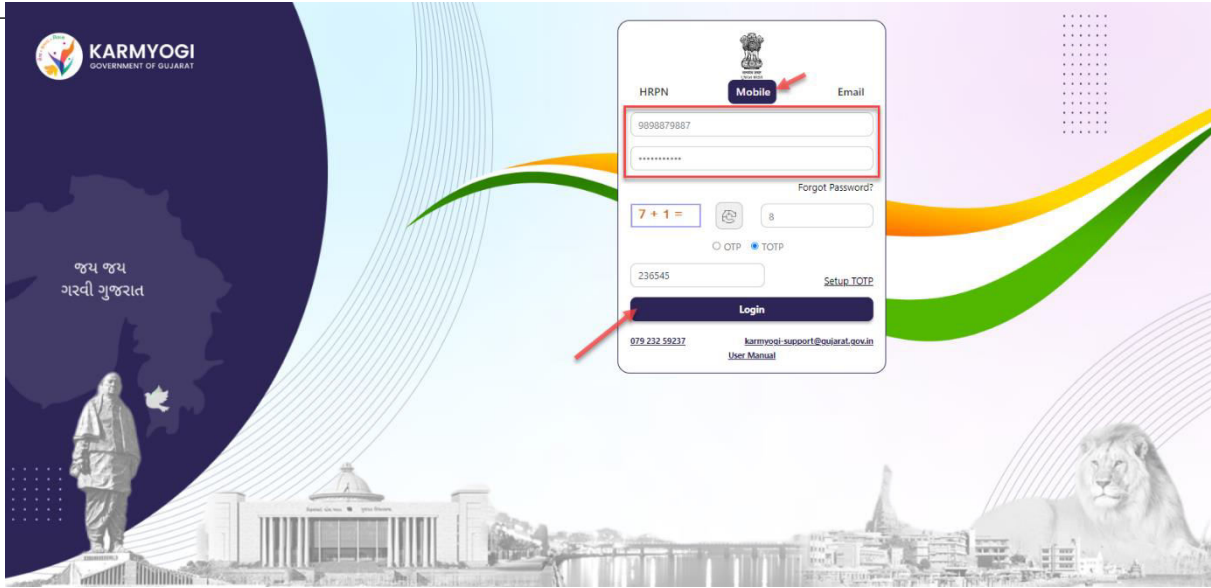 KARMYOGI
GOVERNMENT OF GUJARAT
જય જય
ગરવી ગુજરાત
HRPN Mobile Email
9898879887
•••••••••••
Forgot Password?
7 + 1 = 8
OTP TOTP
236545 Setup TOTP
Login
079 232 59237 karmyogi-support@gujarat.gov.in
User Manual